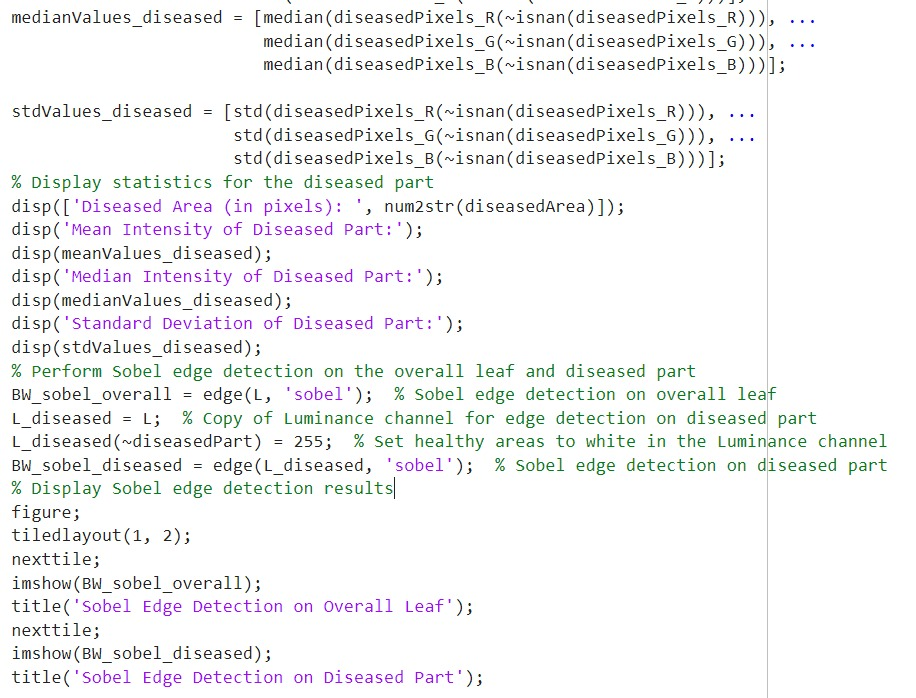 medianValues_diseased = [median(diseasedPixels_R(~isnan(diseasedPixels_R))), ...
median(diseasedPixels_G(~isnan(diseasedPixels_G))), ...
median(diseasedPixels_B(~isnan(diseasedPixels_B)))];
stdValues_diseased = [std(diseasedPixels_R(~isnan(diseasedPixels_R))), ...
std(diseasedPixels_G(~isnan(diseasedPixels_G))), ...
std(diseasedPixels_B(~isnan(diseasedPixels_B)))];
% Display statistics for the diseased part
disp(['Diseased Area (in pixels): ', num2str(diseasedArea)]);
disp('Mean Intensity of Diseased Part:');
disp(meanValues_diseased);
disp('Median Intensity of Diseased Part:');
disp(medianValues_diseased);
disp('Standard Deviation of Diseased Part:');
disp(stdValues_diseased);
% Perform Sobel edge detection on the overall leaf and diseased part
BW_sobel_overall = edge(L, 'sobel');  % Sobel edge detection on overall leaf
L_diseased = L;  % Copy of Luminance channel for edge detection on diseased part
L_diseased(~diseasedPart) = 255;  % Set healthy areas to white in the Luminance channel
BW_sobel_diseased = edge(L_diseased, 'sobel');  % Sobel edge detection on diseased part
% Display Sobel edge detection results
figure;
tiledlayout(1, 2);
nexttile;
imshow(BW_sobel_overall);
title('Sobel Edge Detection on Overall Leaf');
nexttile;
imshow(BW_sobel_diseased);
title('Sobel Edge Detection on Diseased Part');